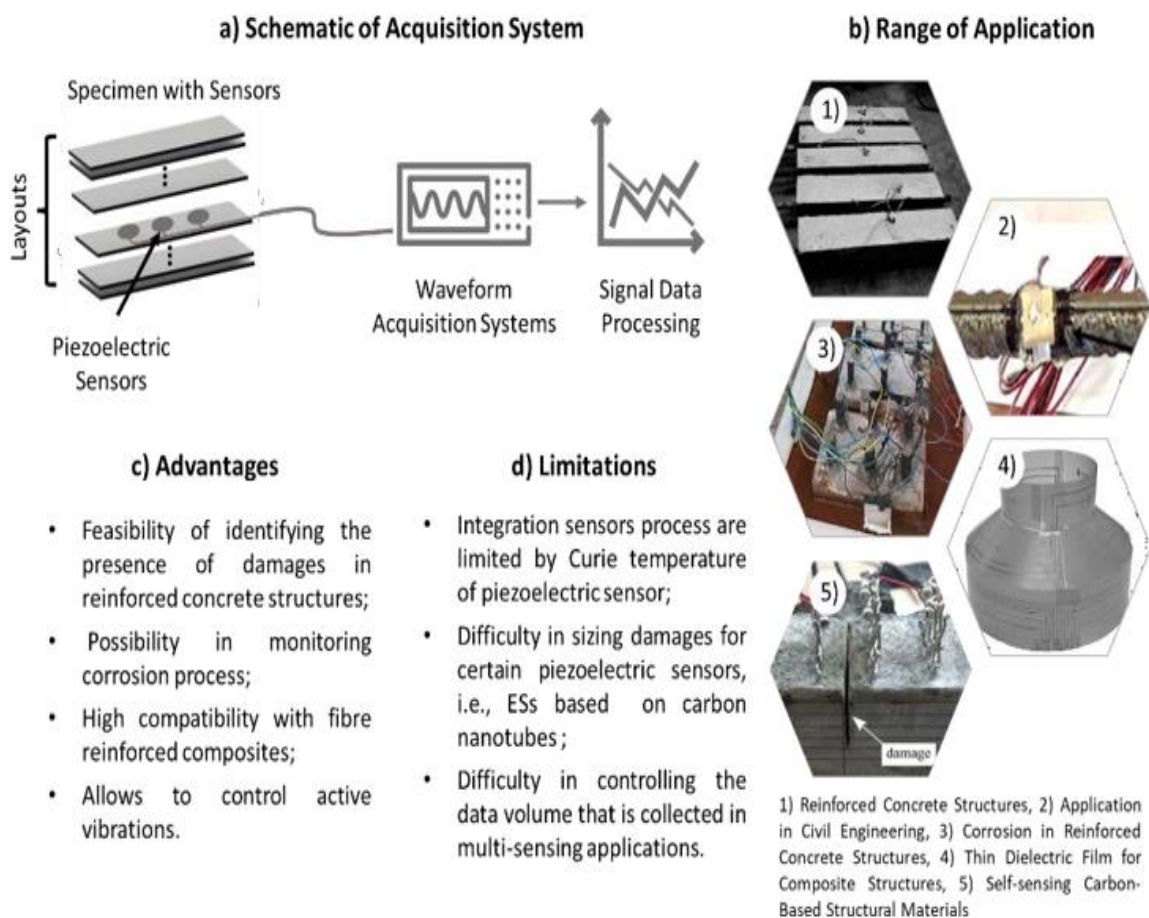 a) Schematic of Acquisition System
Specimen with Sensors
Layouts
Piezoelectric
Sensors
Waveform
Acquisition Systems
Signal Data
Processing
b) Range of Application
1)
2)
3)
4)
5)
damage
1) Reinforced Concrete Structures, 2) Application
in Civil Engineering, 3) Corrosion in Reinforced
Concrete Structures, 4) Thin Dielectric Film for
Composite Structures, 5) Self-sensing Carbon-
Based Structural Materials
c) Advantages
• Feasibility of identifying the
presence of damages in
reinforced concrete structures;
• Possibility in monitoring
corrosion process;
• High compatibility with fibre
reinforced composites;
• Allows to control active
vibrations.
d) Limitations
• Integration sensors process are
limited by Curie temperature
of piezoelectric sensor;
• Difficulty in sizing damages for
certain piezoelectric sensors,
i.e., ESs based on carbon
nanotubes ;
• Difficulty in controlling the
data volume that is collected in
multi-sensing applications.